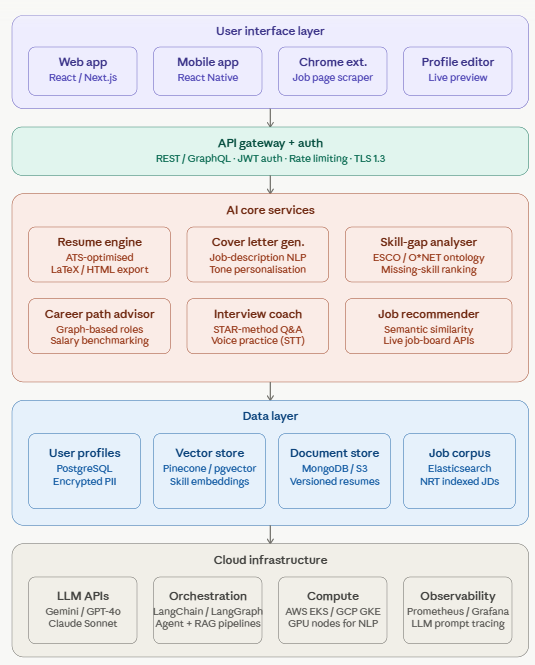 User interface layer
Web app
React / Next.js
Mobile app
React Native
Chrome ext.
Job page scraper
Profile editor
Live preview
API gateway + auth
REST / GraphQL · JWT auth · Rate limiting · TLS 1.3
AI core services
Resume engine
ATS-optimised
LaTeX / HTML export
Cover letter gen.
Job-description NLP
Tone personalisation
Skill-gap analyser
ESCO / O*NET ontology
Missing-skill ranking
Career path advisor
Graph-based roles
Salary benchmarking
Interview coach
STAR-method Q&A
Voice practice (STT)
Job recommender
Semantic similarity
Live job-board APIs
Data layer
User profiles
PostgreSQL
Encrypted PII
Vector store
Pinecone / pgvector
Skill embeddings
Document store
MongoDB / S3
Versioned resumes
Job corpus
Elasticsearch
NRT indexed JDs
Cloud infrastructure
LLM APIs
Gemini / GPT-4o
Claude Sonnet
Orchestration
LangChain / LangGraph
Agent + RAG pipelines
Compute
AWS EKS / GCP GKE
GPU nodes for NLP
Observability
Prometheus / Grafana
LLM prompt tracing